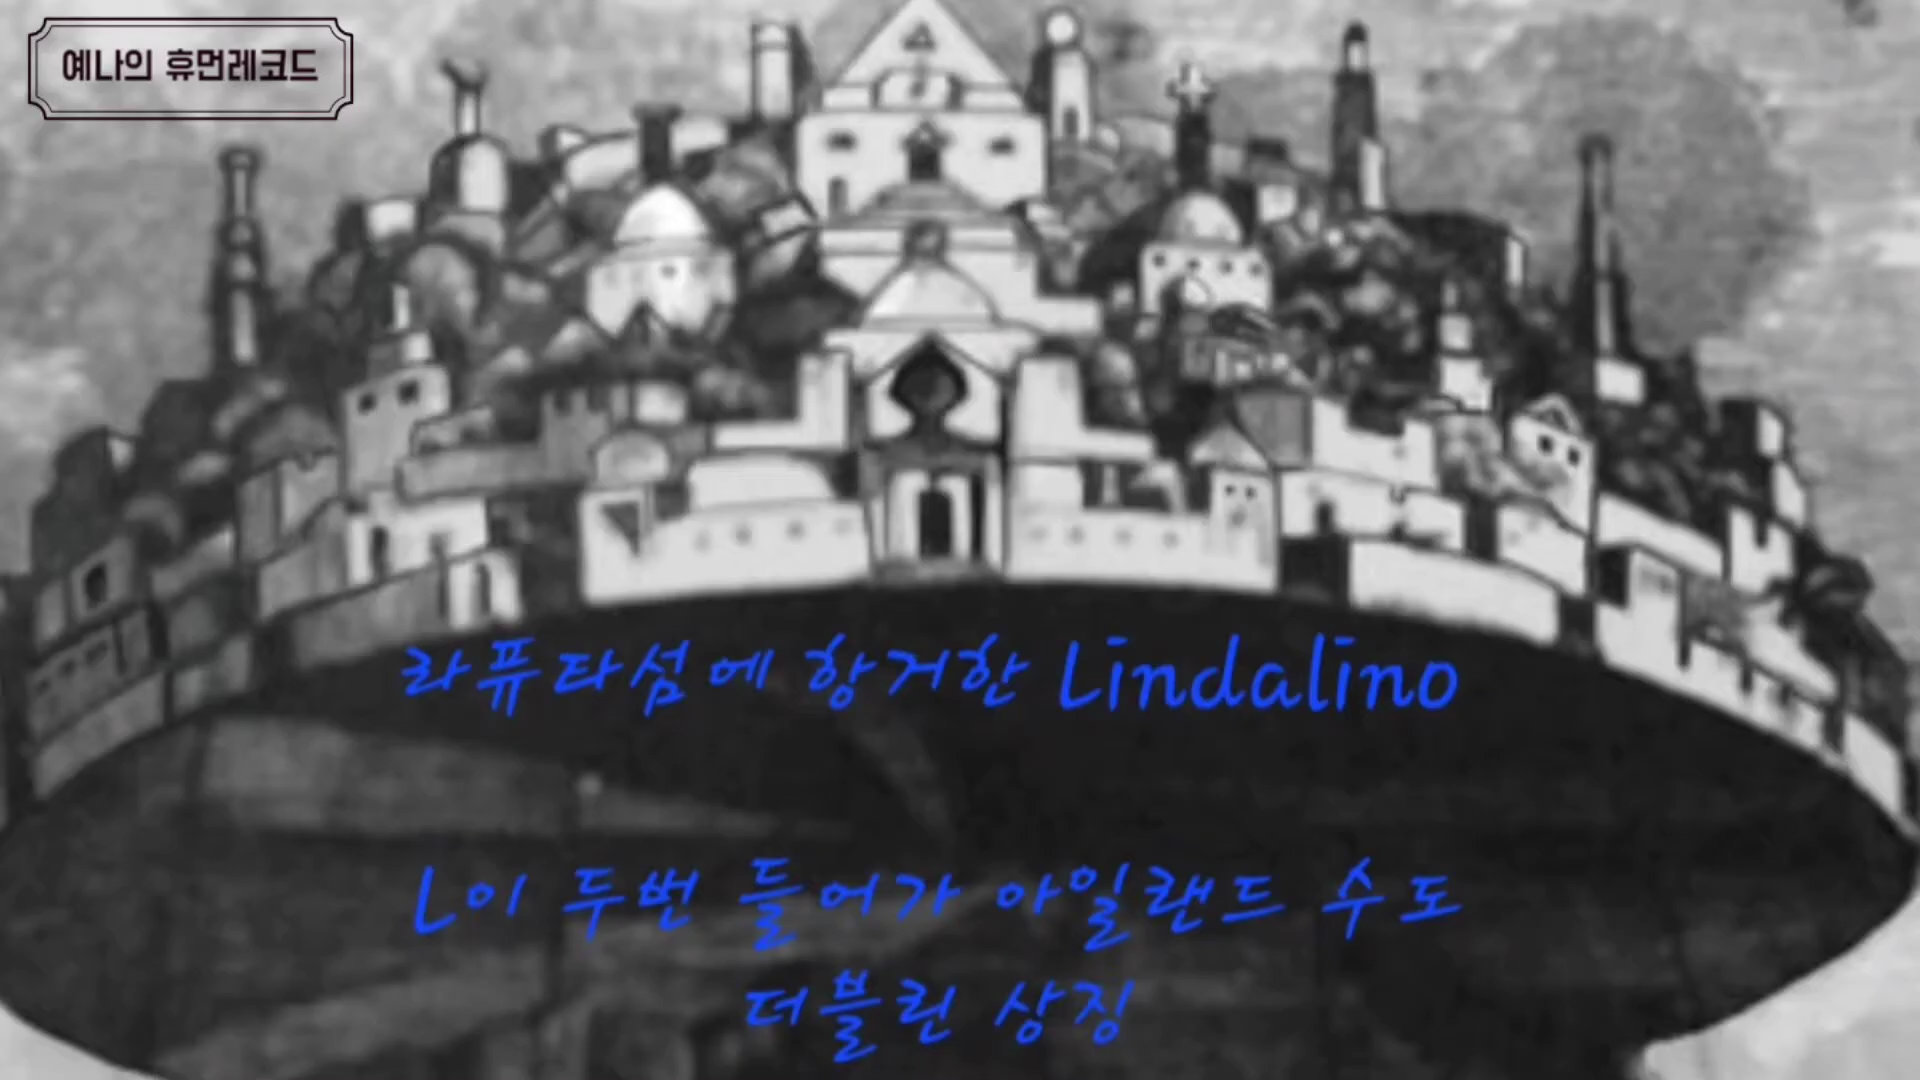 예나의 휴먼레코드
라퓨타섬에 항거한 Lindalino
L이 두번 들어가 아일랜드 수도
더블린 상징